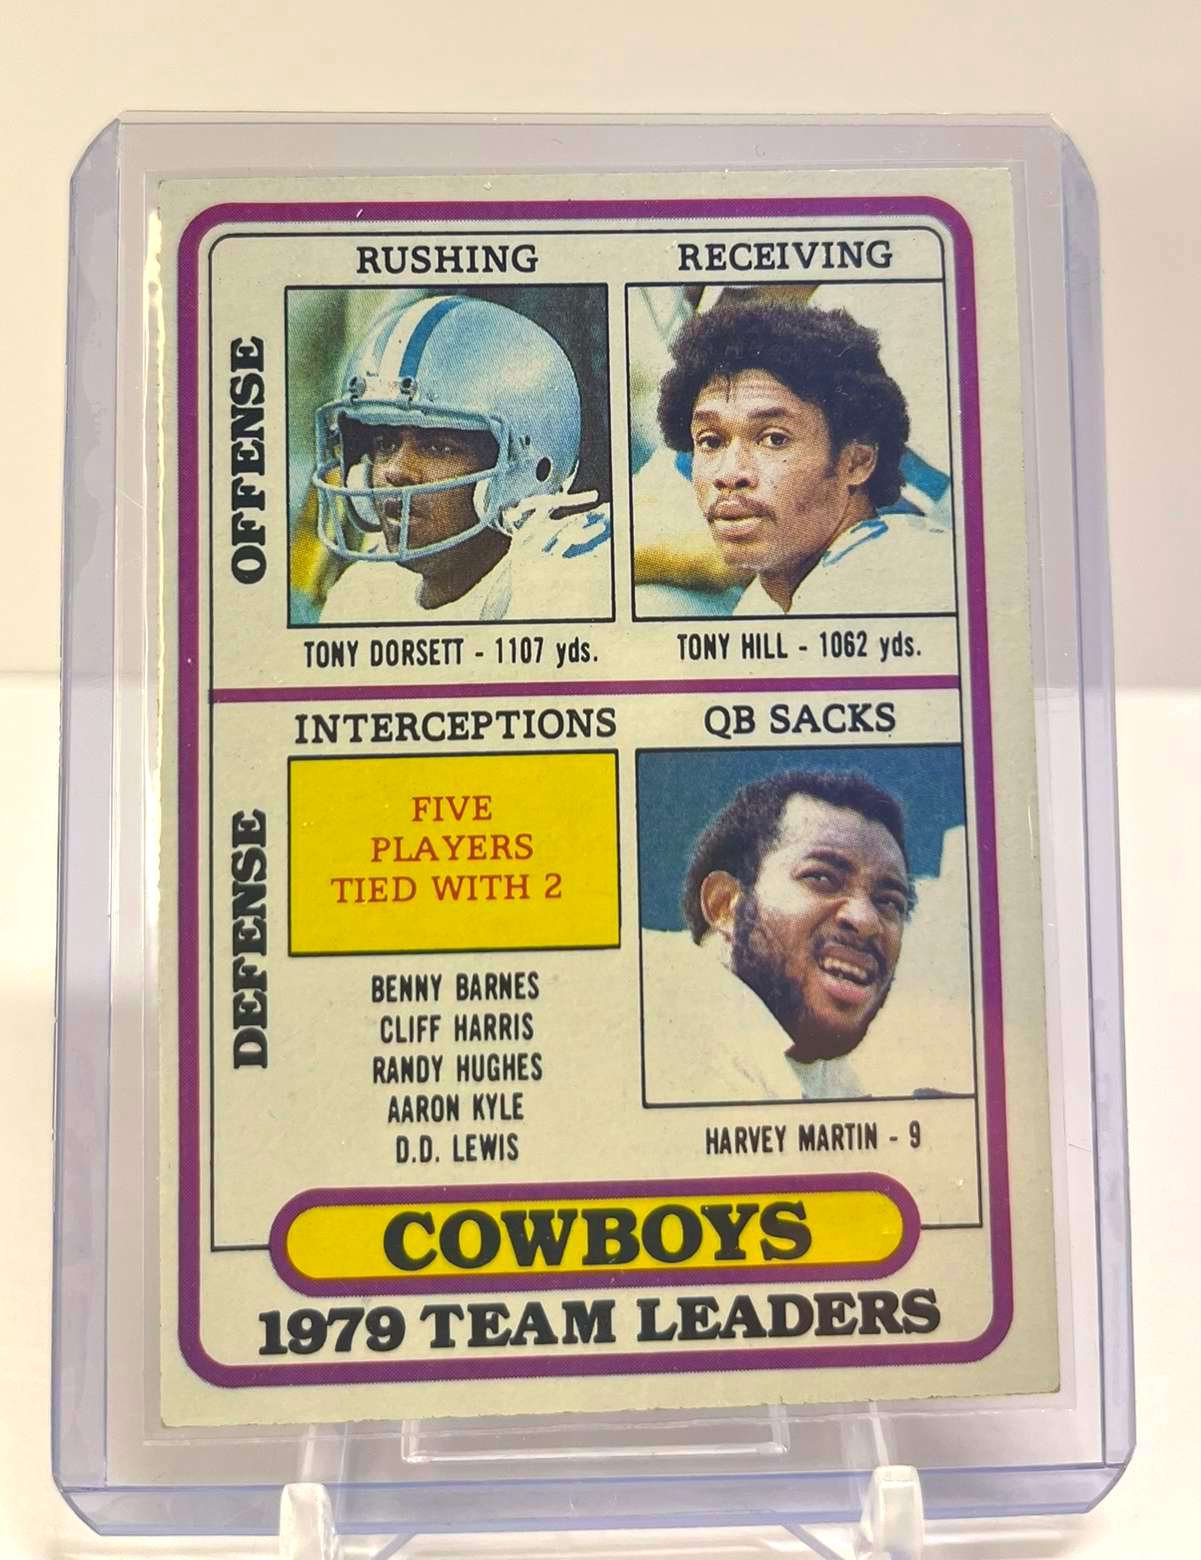 RUSHING
RECEIVING
OFFENSE
TONY DORSETT - 1107 yds.
TONY HILL - 1062 yds.
INTERCEPTIONS
QB SACKS
DEFENSE
FIVE
PLAYERS
TIED WITH 2
BENNY BARNES
CLIFF HARRIS
RANDY HUGHES
AARON KYLE
D.D. LEWIS
HARVEY MARTIN - 9
COWBOYS
1979 TEAM LEADERS